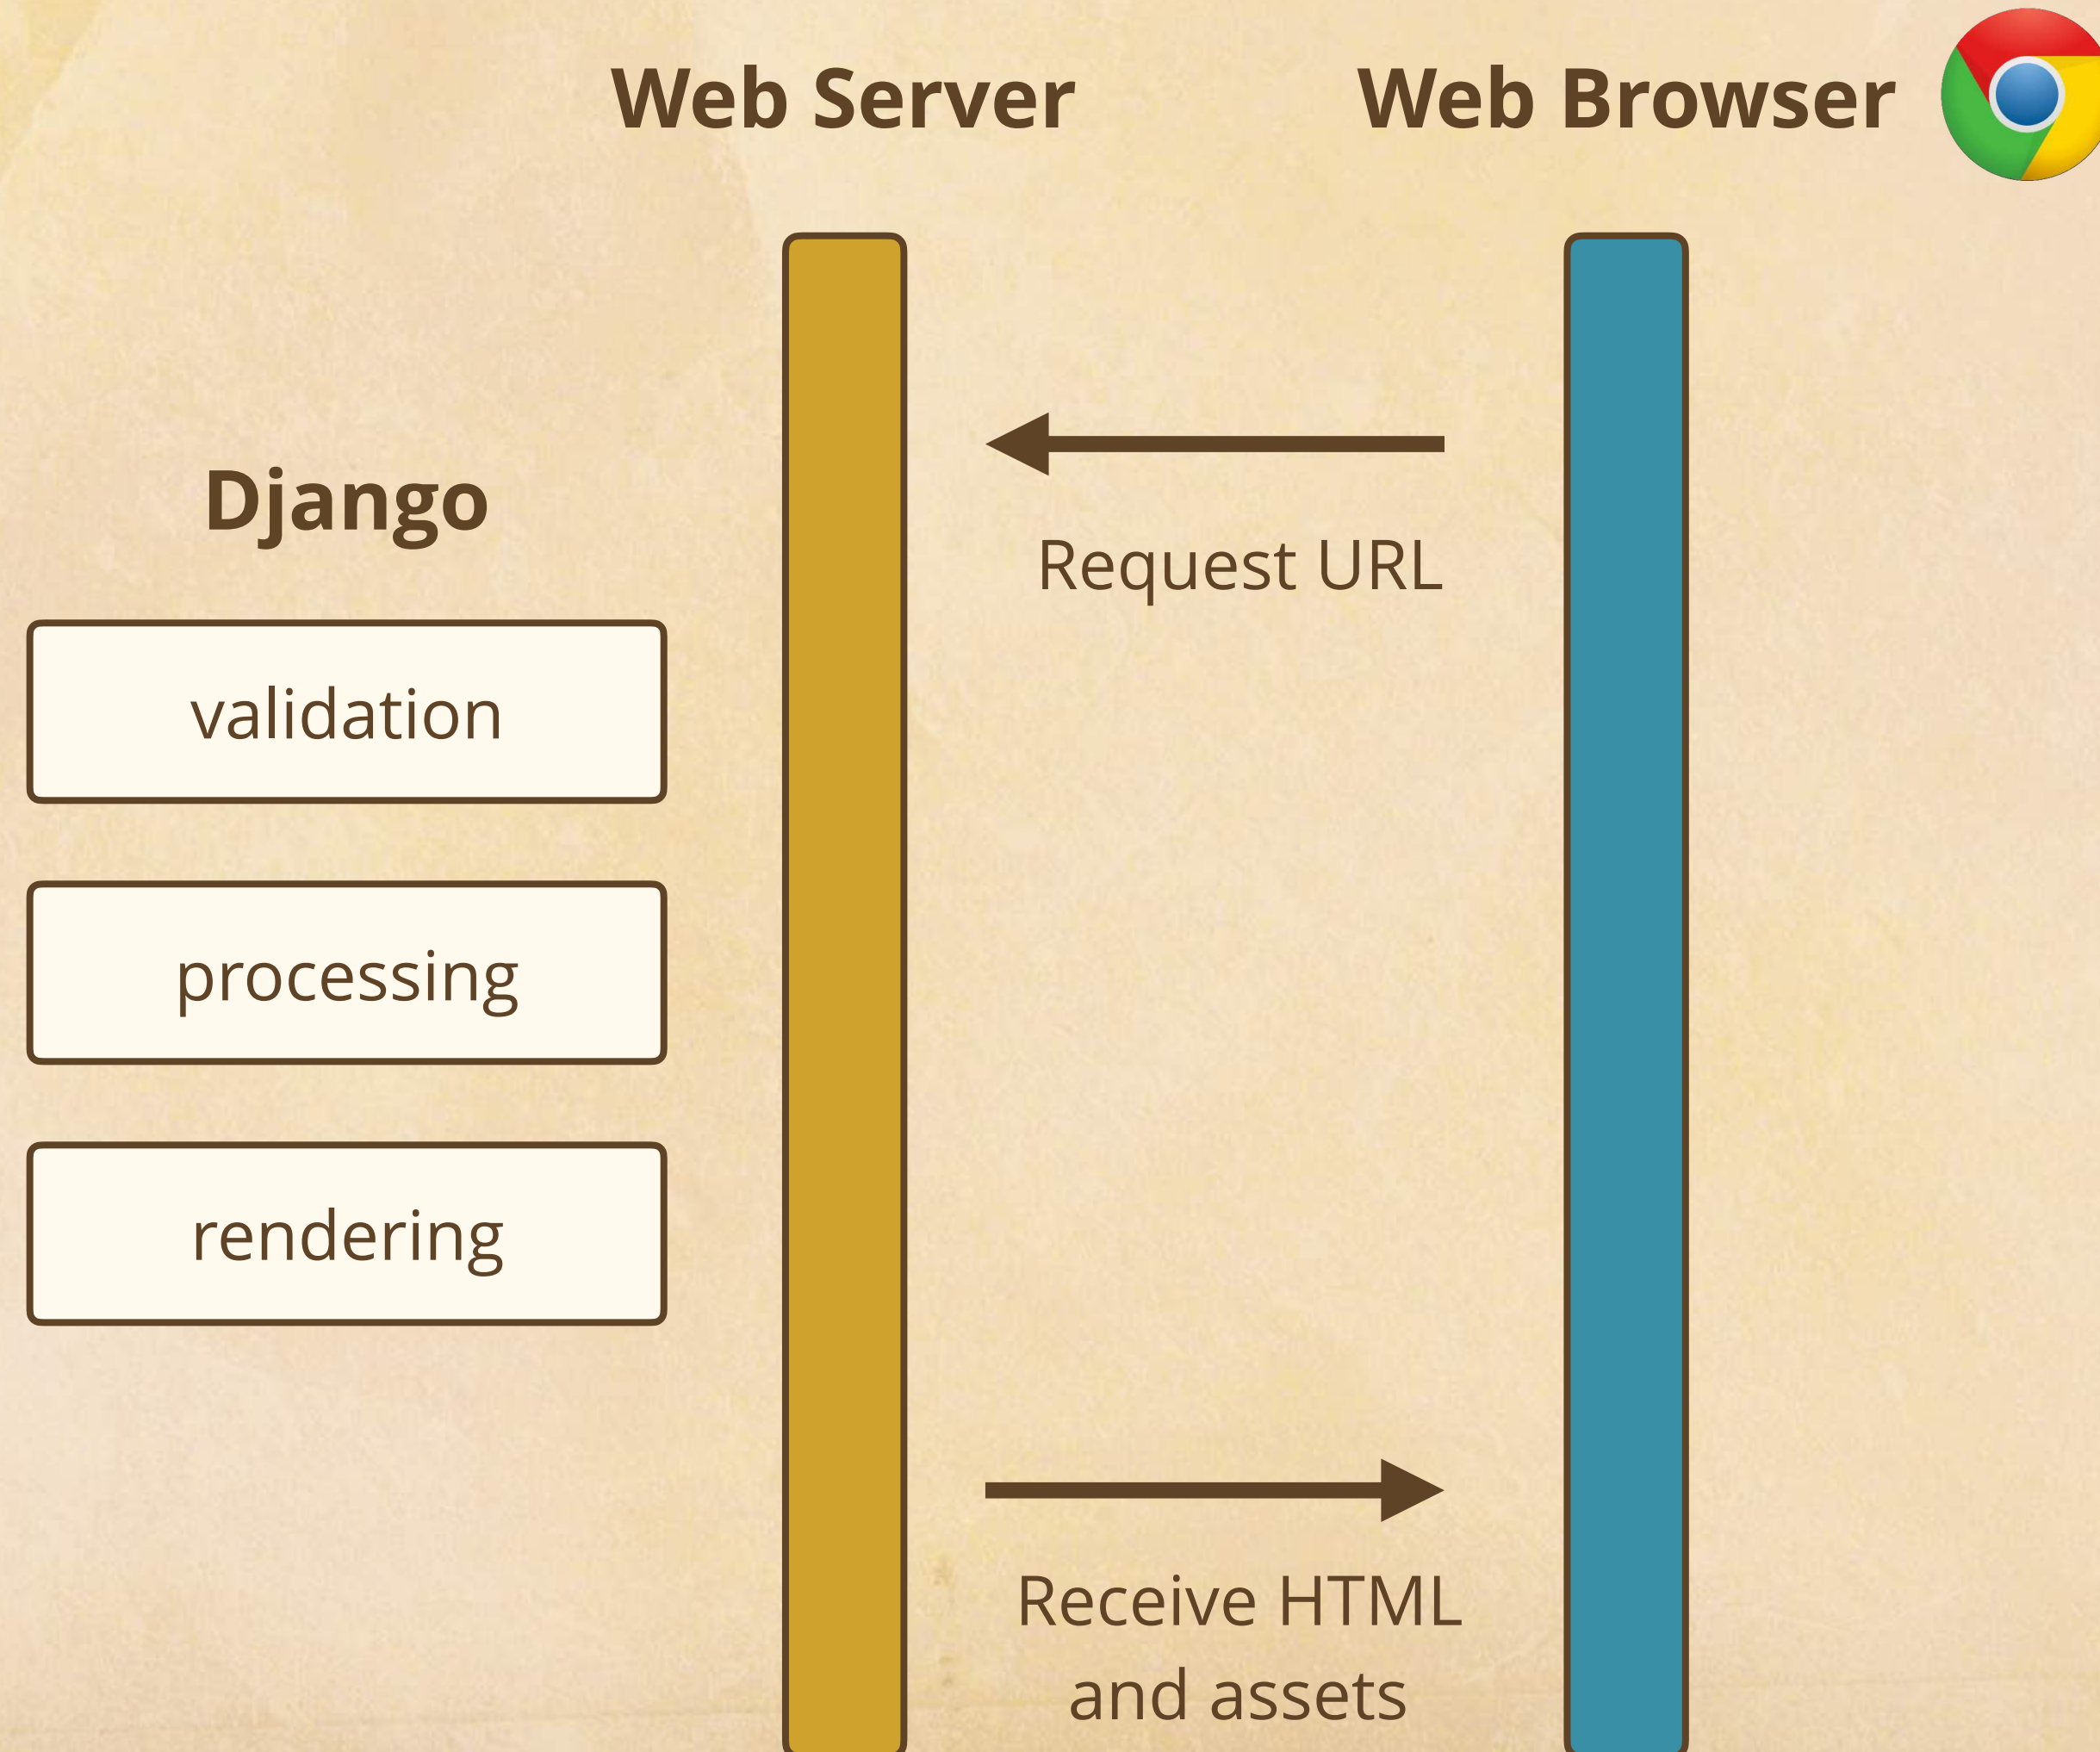 Web Server
Web Browser
Django
Request URL
validation
processing
rendering
Receive HTML
and assets